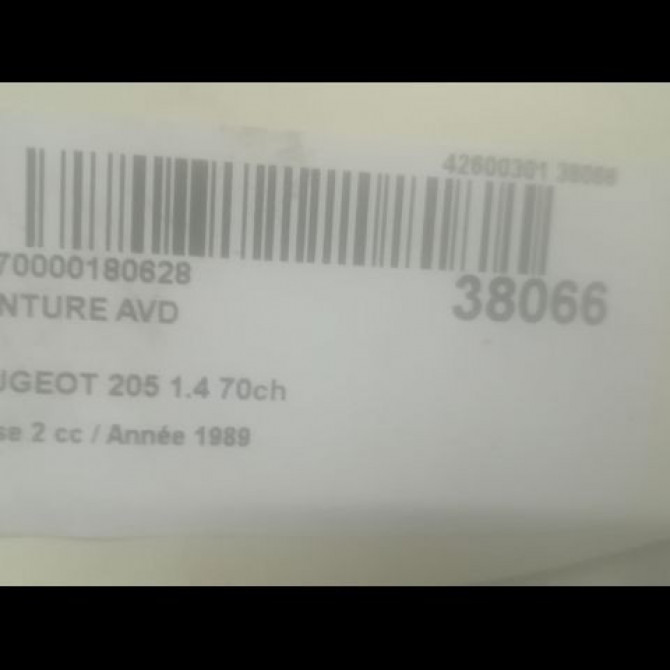 42600301 38066
70000180628
38066
NTURE AVD
UGEOT 205 1.4 70ch
se 2 cc / Année 1989